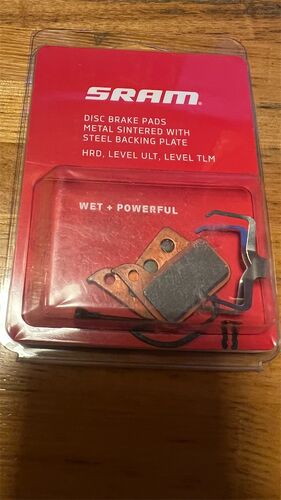 SRAM
DISC BRAKE PADS
METAL SINTERED WITH
STEEL BACKING PLATE
HRD, LEVEL ULT, LEVEL TLM
WET + POWERFUL